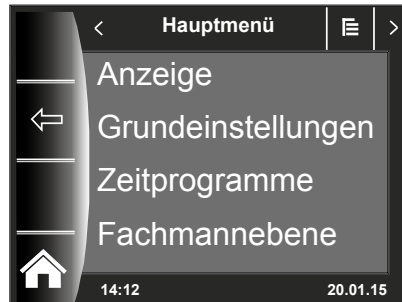 < Hauptmenü >
Anzeige
Grundeinstellungen
Zeitprogramme
Fachmannebene
14:12 20.01.15